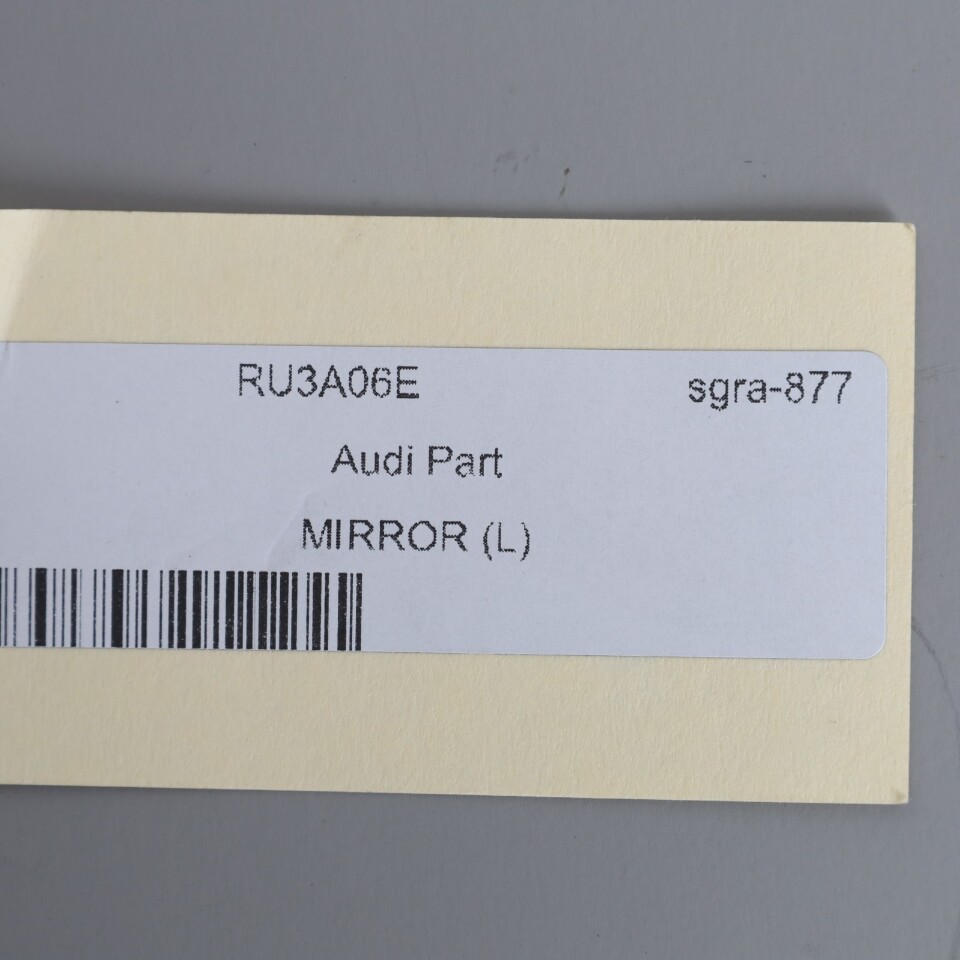 RU3A06E sgra-877
Audi Part
MIRROR (L)